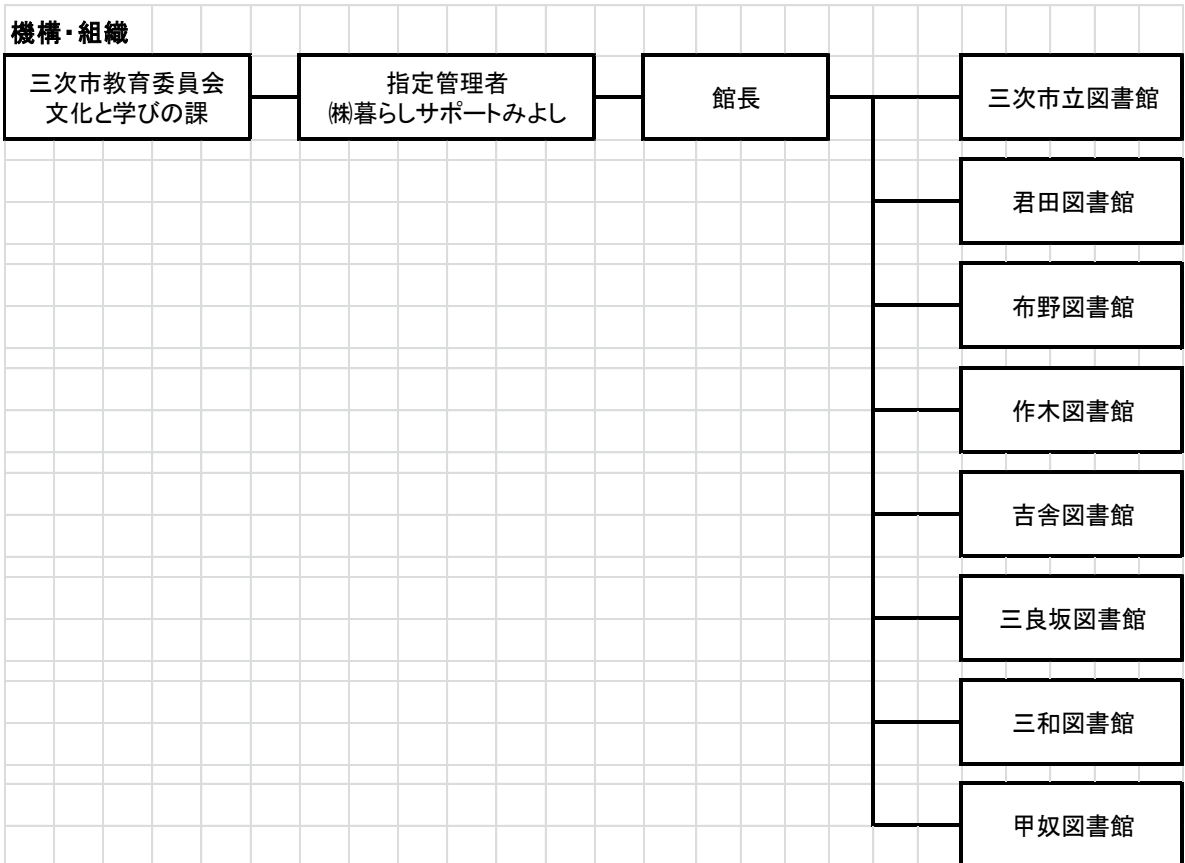 機構・組織
三次市教育委員会
文化と学びの課
指定管理者
㈱暮らしサポートみよし
館長
三次市立図書館
君田図書館
布野図書館
作木図書館
吉舎図書館
三良坂図書館
三和図書館
甲奴図書館